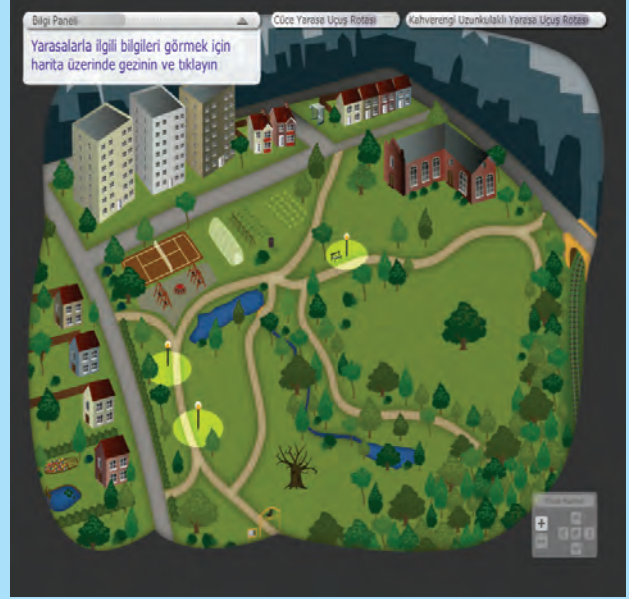 Bilgi Paneli
Cüce Yarasa Uçuş Rotası
Kahverengi Uzunkulaklı Yarasa Uçuş Rotası
Yarasalarla ilgili bilgileri görmek için
harita üzerinde gezinin ve tıklayın